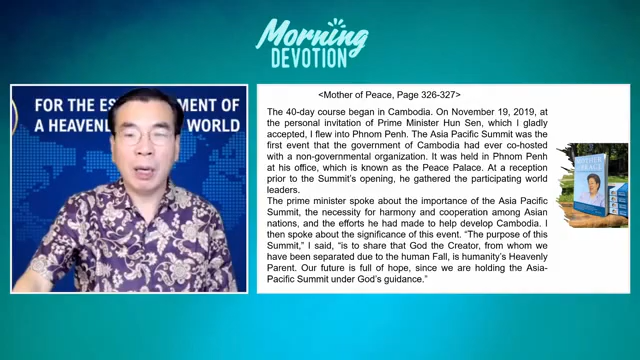 Morning
DEVOTION
FOR THE ES MENT OF
A HEAVENL WORLD
<Mother of Peace, Page 326-327>
The 40-day course began in Cambodia. On November 19, 2019, at
the personal invitation of Prime Minister Hun Sen, which I gladly
accepted, I flew into Phnom Penh. The Asia Pacific Summit was the
first event that the government of Cambodia had ever co-hosted
with a non-governmental organization. It was held in Phnom Penh
at his office, which is known as the Peace Palace. At a reception
prior to the Summit's opening, he gathered the participating world
leaders.
The prime minister spoke about the importance of the Asia Pacific
Summit, the necessity for harmony and cooperation among Asian
nations, and the efforts he had made to help develop Cambodia. I
then spoke about the significance of this event. “The purpose of this
Summit,” I said, “is to share that God the Creator, from whom we
have been separated due to the human Fall, is humanity's Heavenly
Parent. Our future is full of hope, since we are holding the Asia-
Pacific Summit under God's guidance.”
MOTHER
PEACE